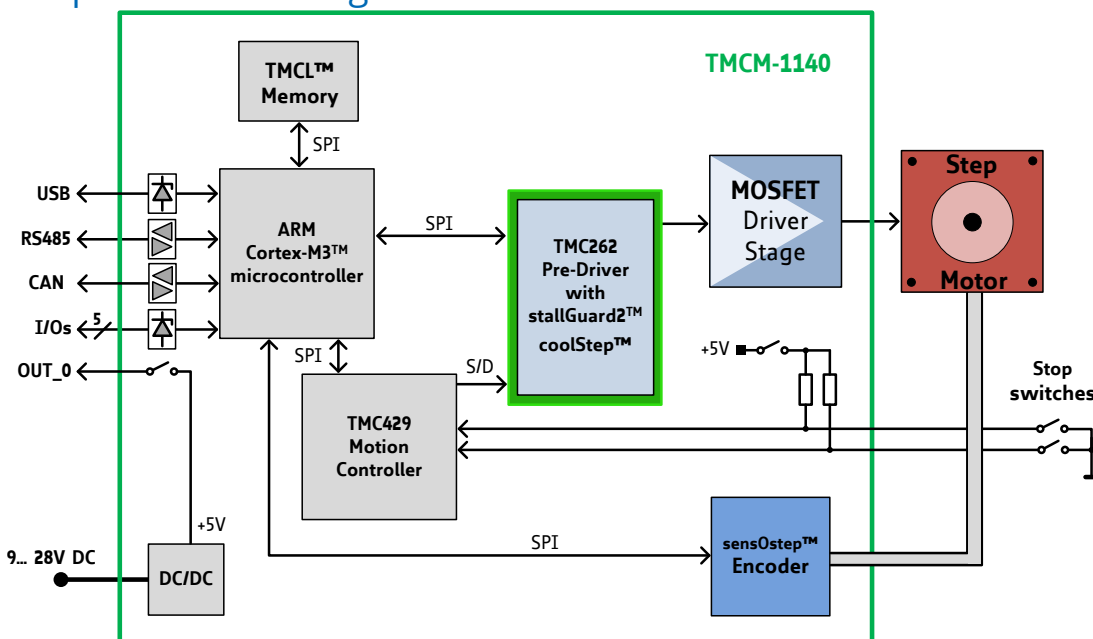 TMCM-1140
TMCL™
Memory
SPI
USB
RS485
CAN
I/Os
5
OUT_0
ARM
Cortex-M3™
microcontroller
SPI
TMC262
Pre-Driver
with
stallGuard2™
coolStep™
MOSFET
Driver
Stage
Step
Motor
SPI
S/D
+5V
Stop
switches
TMC429
Motion
Controller
+5V
9... 28V DC
DC/DC
SPI
sensOstep™
Encoder